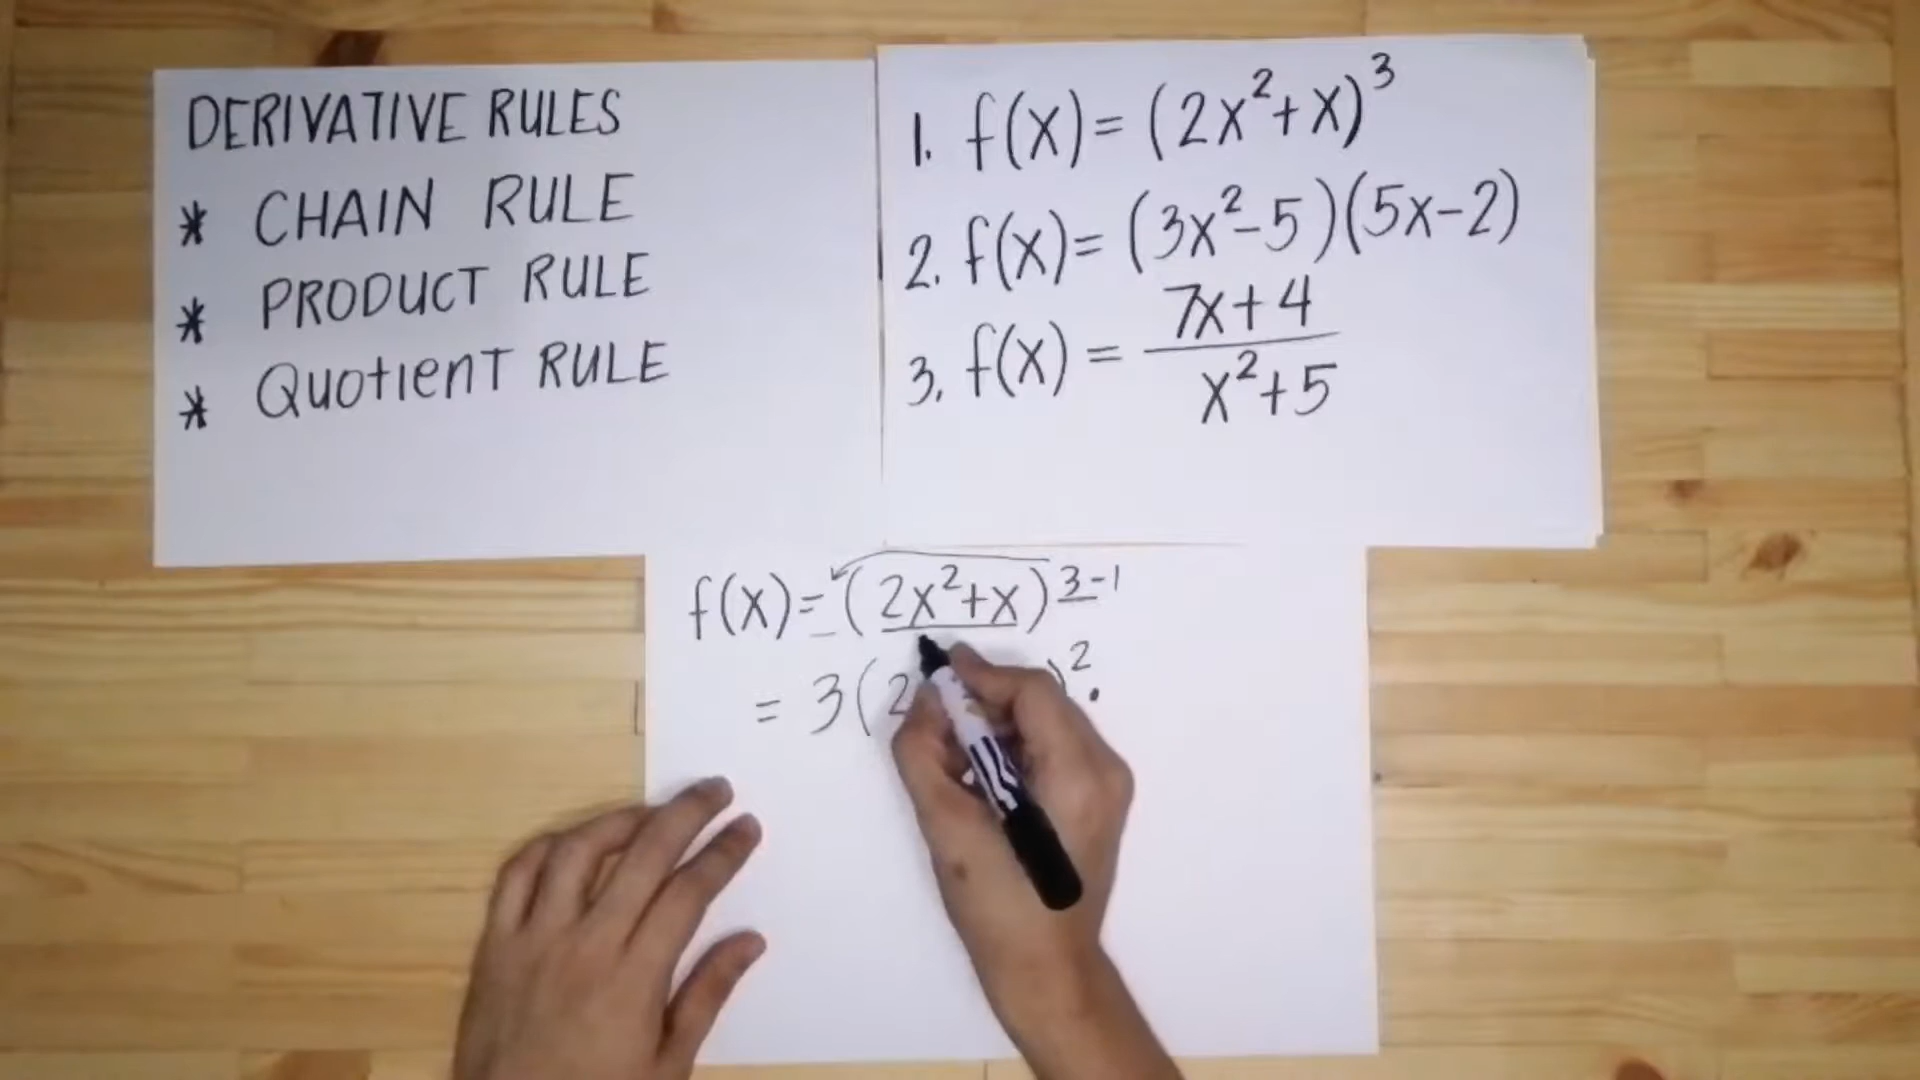 DERIVATIVE RULES
* CHAIN RULE
* PRODUCT RULE
* QuotienT RULE
1. f(x) = (2x²+x)³
2. f(x) = (3x²-5)(5x-2)
3. f(x) = 7x+4
x²+5
f(x) = (2x²+x)³⁻¹
= 3(2 )².